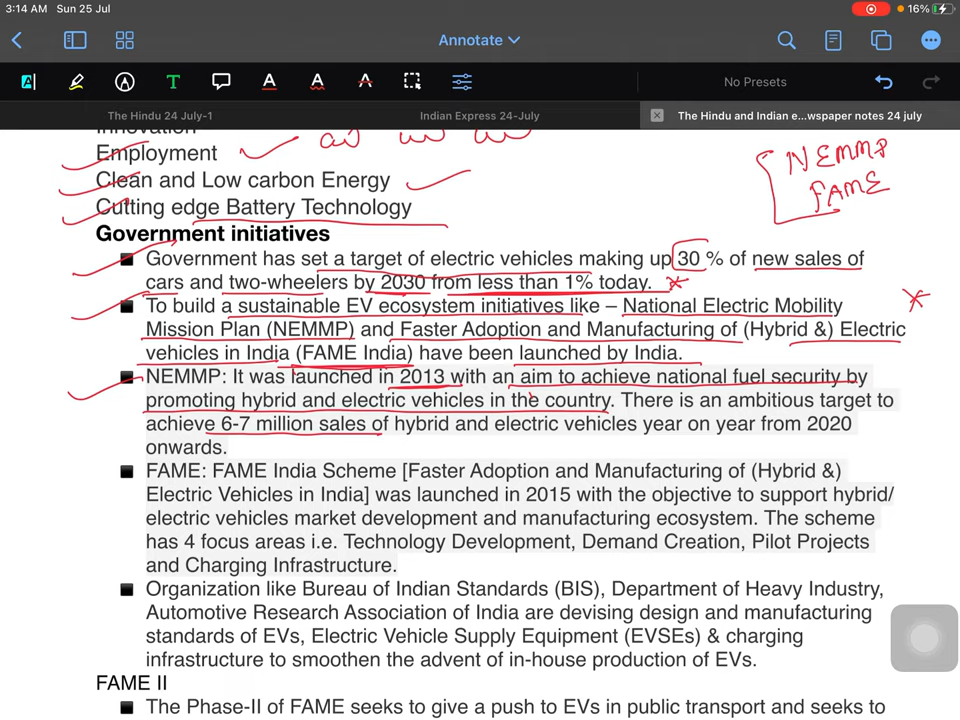 3:14 AM Sun 25 Jul 16%
Annotate
No Presets
The Hindu 24 July-1 Indian Express 24-July The Hindu and Indian e...wspaper notes 24 july
Innovation
Employment
NEMMP
FAME
Clean and Low carbon Energy
Cutting edge Battery Technology
Government initiatives
Government has set a target of electric vehicles making up 30 % of new sales of
cars and two-wheelers by 2030 from less than 1% today.
To build a sustainable EV ecosystem initiatives like – National Electric Mobility
Mission Plan (NEMMP) and Faster Adoption and Manufacturing of (Hybrid &) Electric
vehicles in India (FAME India) have been launched by India.
NEMMP: It was launched in 2013 with an aim to achieve national fuel security by
promoting hybrid and electric vehicles in the country. There is an ambitious target to
achieve 6-7 million sales of hybrid and electric vehicles year on year from 2020
onwards.
FAME: FAME India Scheme [Faster Adoption and Manufacturing of (Hybrid &)
Electric Vehicles in India] was launched in 2015 with the objective to support hybrid/
electric vehicles market development and manufacturing ecosystem. The scheme
has 4 focus areas i.e. Technology Development, Demand Creation, Pilot Projects
and Charging Infrastructure.
Organization like Bureau of Indian Standards (BIS), Department of Heavy Industry,
Automotive Research Association of India are devising design and manufacturing
standards of EVs, Electric Vehicle Supply Equipment (EVSEs) & charging
infrastructure to smoothen the advent of in-house production of EVs.
FAME II
The Phase-II of FAME seeks to give a push to EVs in public transport and seeks to